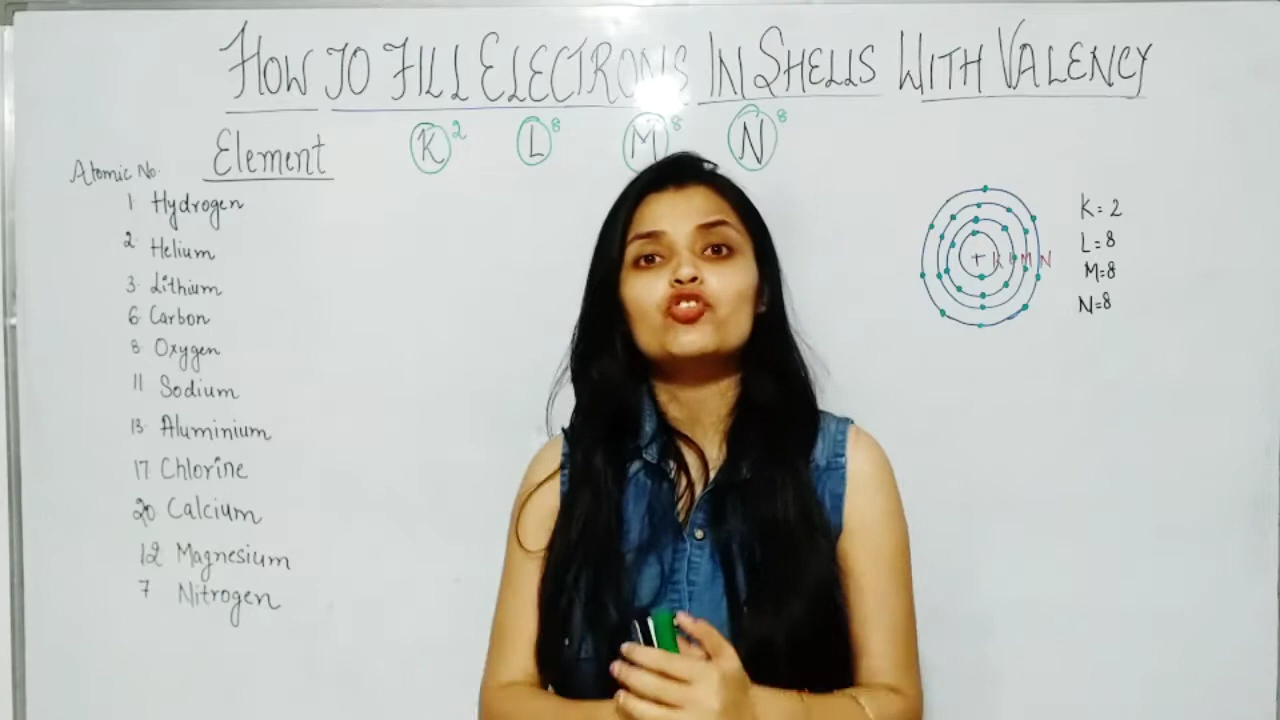 HOW TO FILL ELECTRONS IN SHELLS WITH VALENCY
Atomic No. Element K 2 L 8 M 8 N 8
1 Hydrogen
2. Helium
3. Lithium
6. Carbon
8. Oxygen
11 Sodium
13. Aluminium
17 Chlorine
20 Calcium
12 Magnesium
7 Nitrogen
+ K L M N
K=2
L=8
M=8
N=8